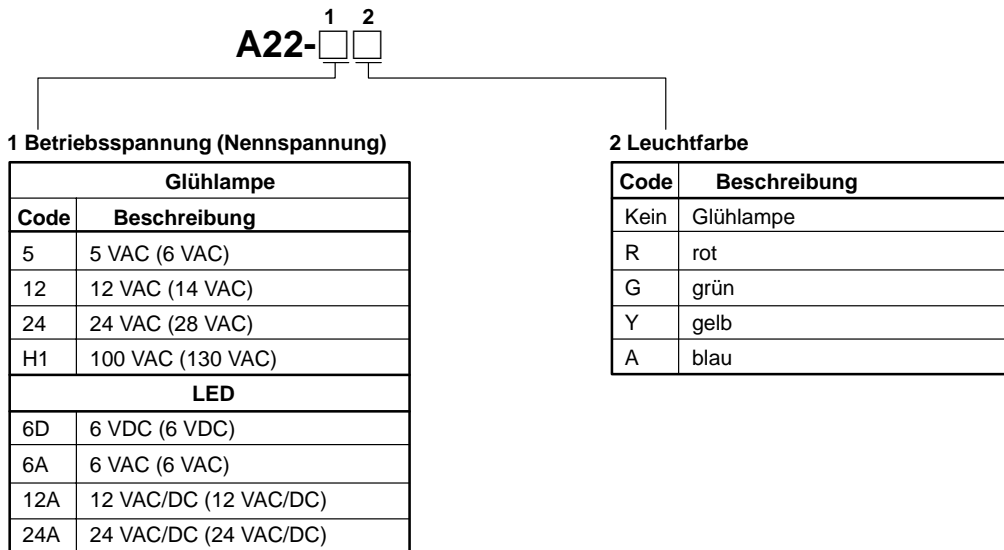 1 2
A22-
1 Betriebsspannung (Nennspannung)
Glühlampe
Code Beschreibung
5 5 VAC (6 VAC)
12 12 VAC (14 VAC)
24 24 VAC (28 VAC)
H1 100 VAC (130 VAC)
LED
6D 6 VDC (6 VDC)
6A 6 VAC (6 VAC)
12A 12 VAC/DC (12 VAC/DC)
24A 24 VAC/DC (24 VAC/DC)
2 Leuchtfarbe
Code Beschreibung
Kein Glühlampe
R rot
G grün
Y gelb
A blau